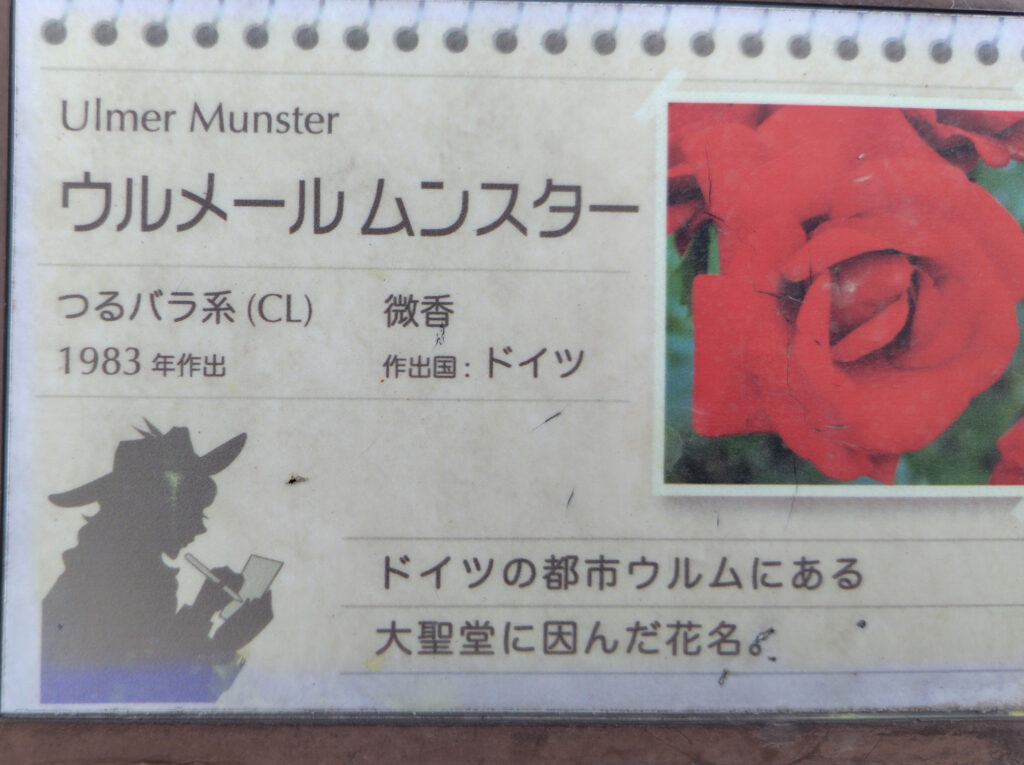 Ulmer Munster
ウルメールムンスター
つるバラ系 (CL) 微香
1983 年作出 作出国 : ドイツ
ドイツの都市ウルムにある
大聖堂に因んだ花名。